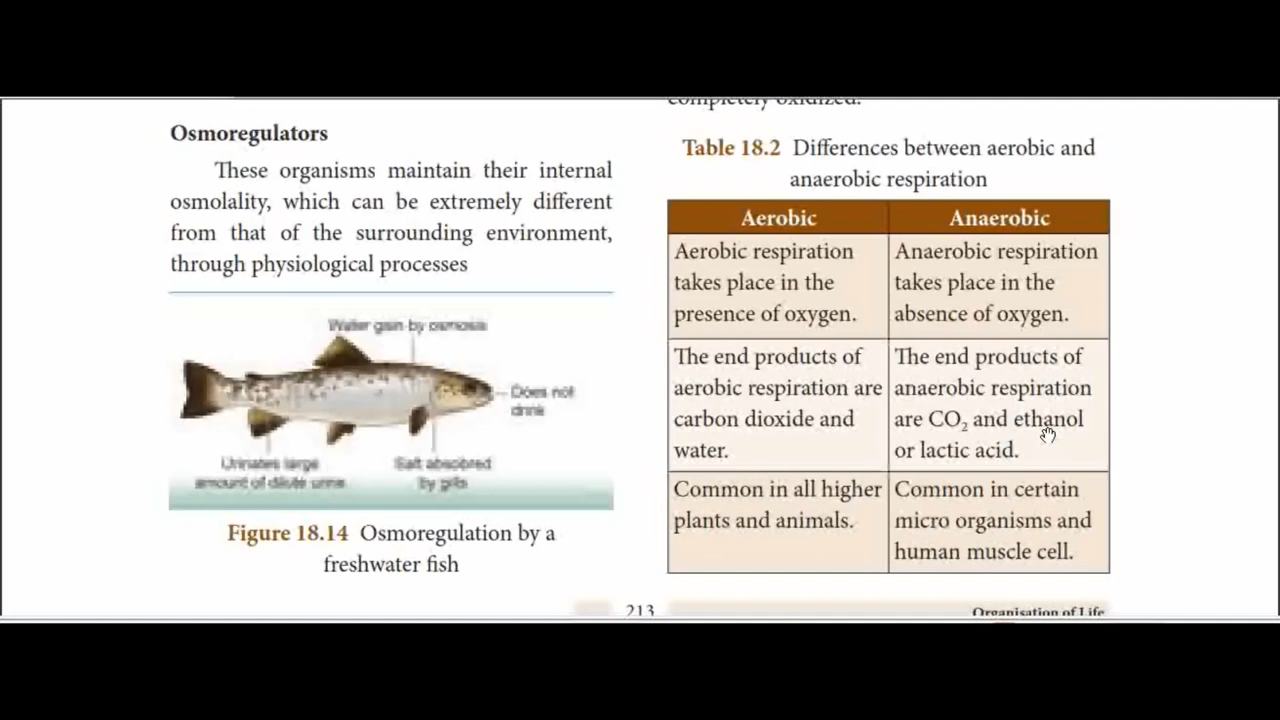 Osmoregulators
These organisms maintain their internal
osmolality, which can be extremely different
from that of the surrounding environment,
through physiological processes
Water gain by osmosis
Does not
drink
Urinates large
amount of dilute urine
Salt absobred
by gills
Figure 18.14 Osmoregulation by a
freshwater fish
completely oxidized.
Table 18.2 Differences between aerobic and
anaerobic respiration
Aerobic
Anaerobic
Aerobic respiration
takes place in the
presence of oxygen.
Anaerobic respiration
takes place in the
absence of oxygen.
The end products of
aerobic respiration are
carbon dioxide and
water.
The end products of
anaerobic respiration
are CO₂ and ethanol
or lactic acid.
Common in all higher
plants and animals.
Common in certain
micro organisms and
human muscle cell.
213
Organisation of Life